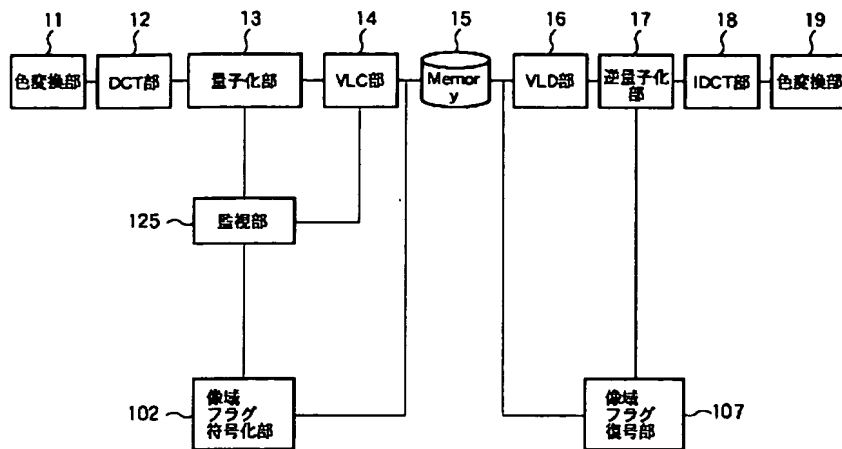 11 12 13 14 15 16 17 18 19
色変換部 DCT部 量子化部 VLC部 Memor
y VLD部 逆量子化
部 IDCT部 色変換部
125 監視部
102 像域
フラグ
符号化部
像域
フラグ
復号部 107